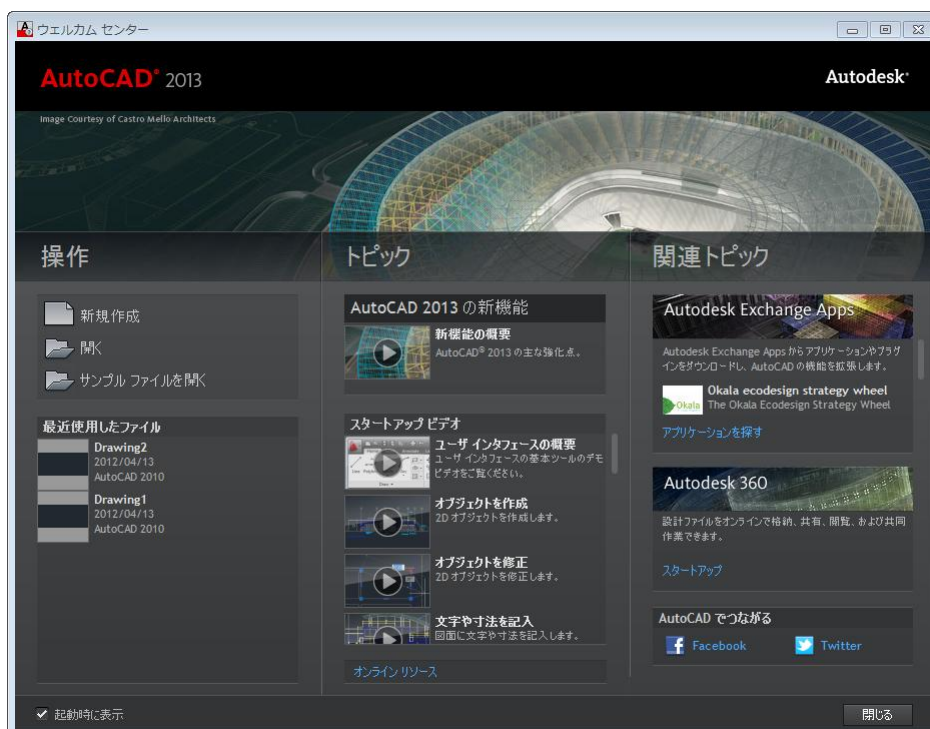 ウェルカム センター
AutoCAD® 2013
Autodesk®
Image Courtesy of Castro Mello Architects
操作
新規作成
開く
サンプル ファイルを開く
最近使用したファイル
Drawing2
2012/04/13
AutoCAD 2010
Drawing1
2012/04/13
AutoCAD 2010
トピック
AutoCAD 2013 の新機能
新機能の概要
AutoCAD® 2013 の主な強化点。
スタートアップ ビデオ
ユーザ インタフェースの概要
ユーザ インタフェースの基本ツールのデモ
ビデオをご覧ください。
オブジェクトを作成
2D オブジェクトを作成します。
オブジェクトを修正
2D オブジェクトを修正します。
文字や寸法を記入
図面に文字や寸法を記入します。
オンライン リソース
関連トピック
Autodesk Exchange Apps
Autodesk Exchange Apps からアプリケーションやプラグ
インをダウンロードし、AutoCAD の機能を拡張します。
Okala
Okala ecodesign strategy wheel
The Okala Ecodesign Strategy Wheel
アプリケーションを探す
Autodesk 360
設計ファイルをオンラインで格納、共有、閲覧、および共同
作業できます。
スタートアップ
AutoCAD でつながる
Facebook
Twitter
起動時に表示
閉じる